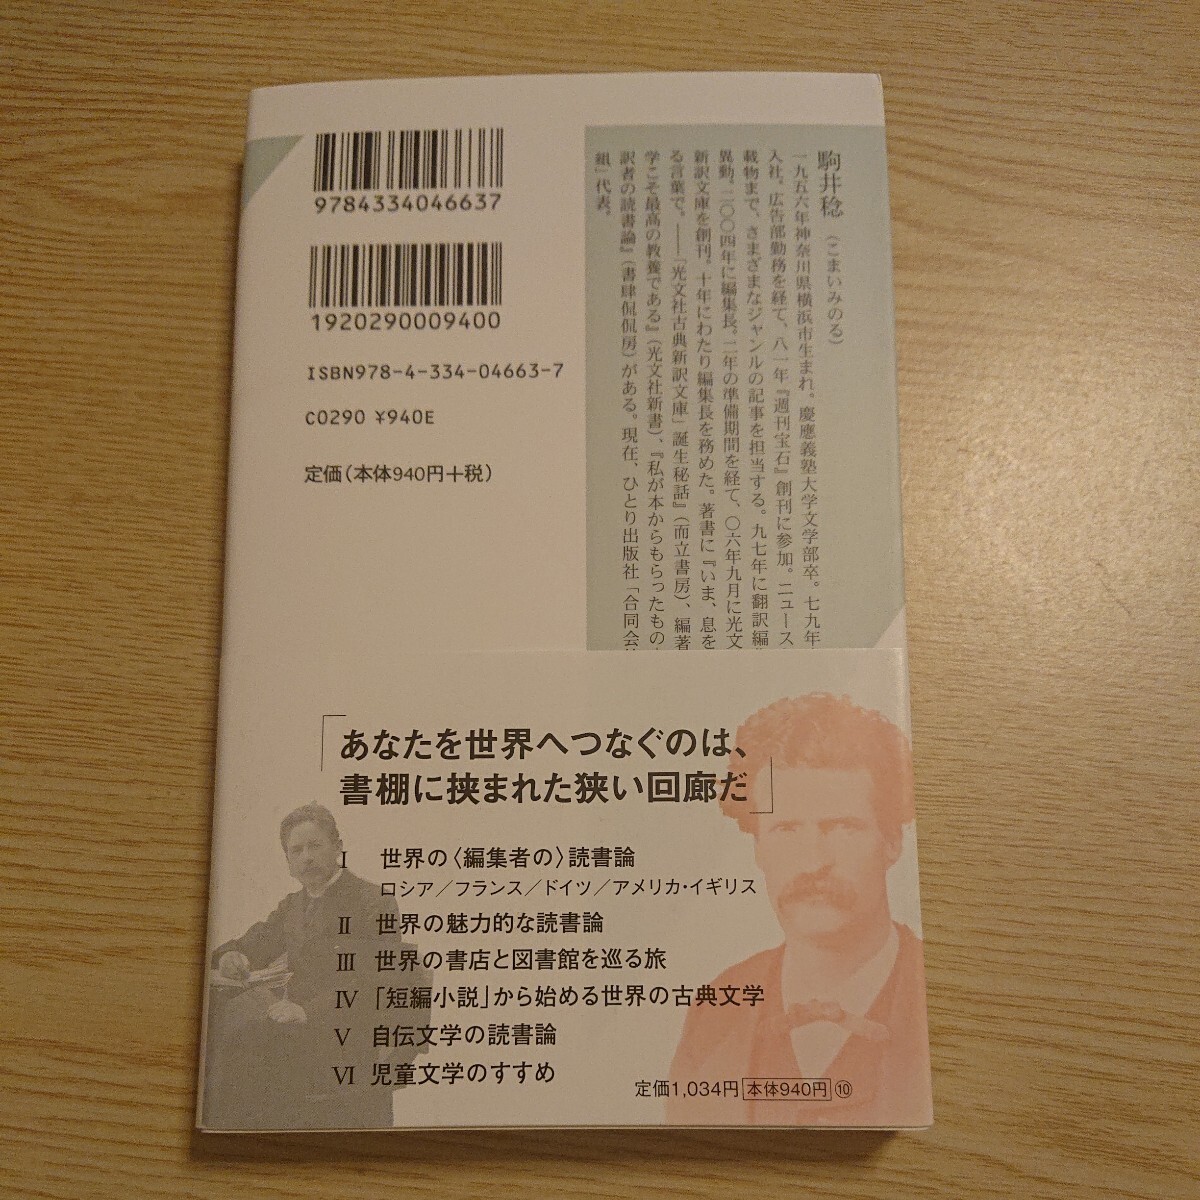 9784334046637
1920290009400
ISBN978-4-334-04663-7
C0290 ¥940E
定価(本体940円+税)
駒井稔(こまいみのる)
一九五六年神奈川県横浜市生まれ。慶應義塾大学文学部卒。七九年
入社。広告部勤務を経て、八一年『週刊宝石』創刊に参加。ニュース
載物まで、さまざまなジャンルの記事を担当する。九七年に翻訳編
異動。二〇〇四年に編集長。二年の準備期間を経て、〇六年九月に光文
新訳文庫を創刊。十年にわたり編集長を務めた。著書に『いま、息を
る言葉で。――「光文社古典新訳文庫」誕生秘話』(而立書房)、編著
学こそ最高の教養である』(光文社新書)、『私が本からもらったもの
訳者の読書論』(書肆侃侃房)がある。現在、ひとり出版社「合同会
組」代表。
「あなたを世界へつなぐのは、
書棚に挟まれた狭い回廊だ」
I 世界の〈編集者の〉読書論
ロシア/フランス/ドイツ/アメリカ・イギリス
II 世界の魅力的な読書論
III 世界の書店と図書館を巡る旅
IV 「短編小説」から始める世界の古典文学
V 自伝文学の読書論
VI 児童文学のすすめ
定価1,034円 本体940円 ⑩